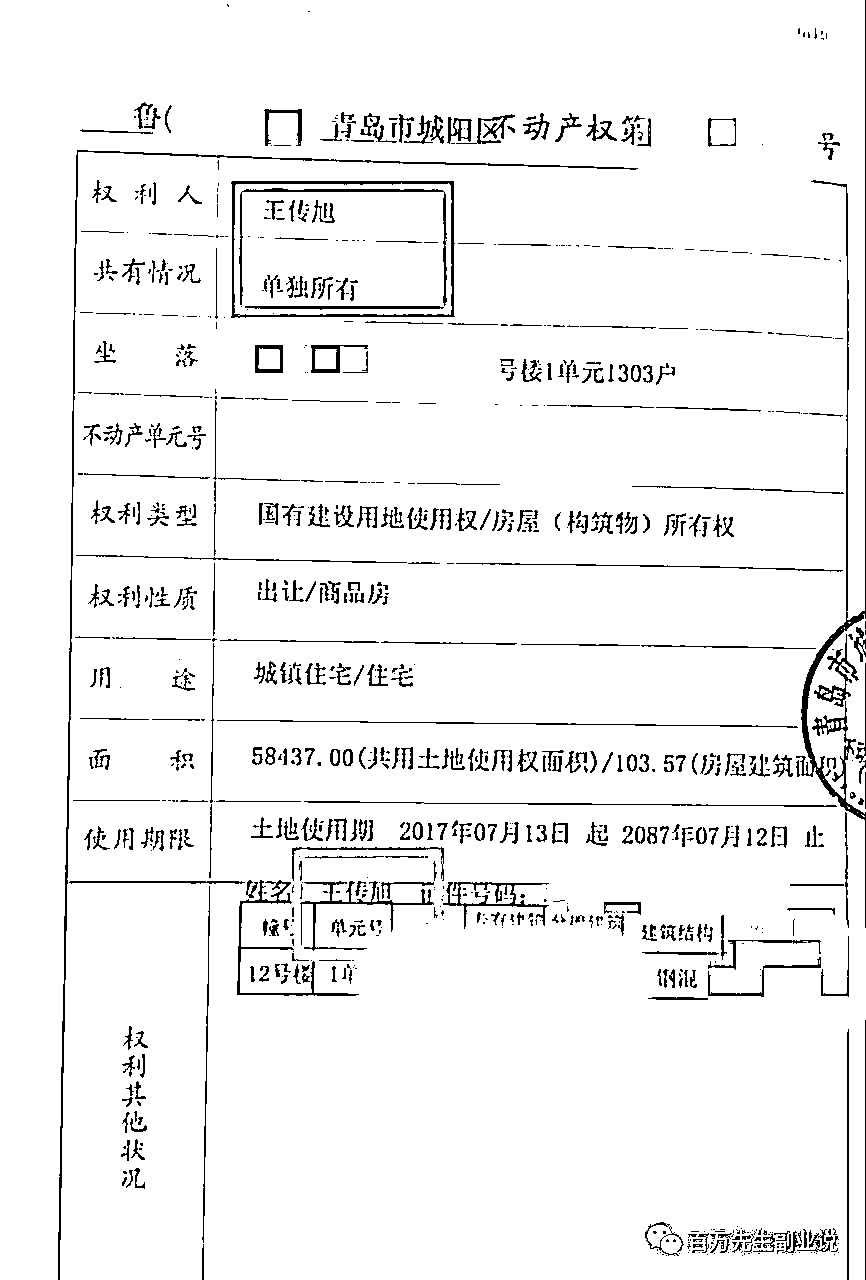 鲁(
青岛市城阳区不动产权第
号
权利人 王传旭
共有情况 单独所有
坐落 号楼1单元1303户
不动产单元号
权利类型 国有建设用地使用权/房屋（构筑物）所有权
权利性质 出让/商品房
用途 城镇住宅/住宅
面积 58437.00(共用土地使用权面积)/103.57(房屋建筑面积)
使用期限 土地使用期 2017年07月13日 起 2087年07月12日 止
姓名 王传旭 证件号码:
幢号 单元号 建筑结构
12号楼 1单 钢混
权利其他状况
青岛市
百万先生副业说